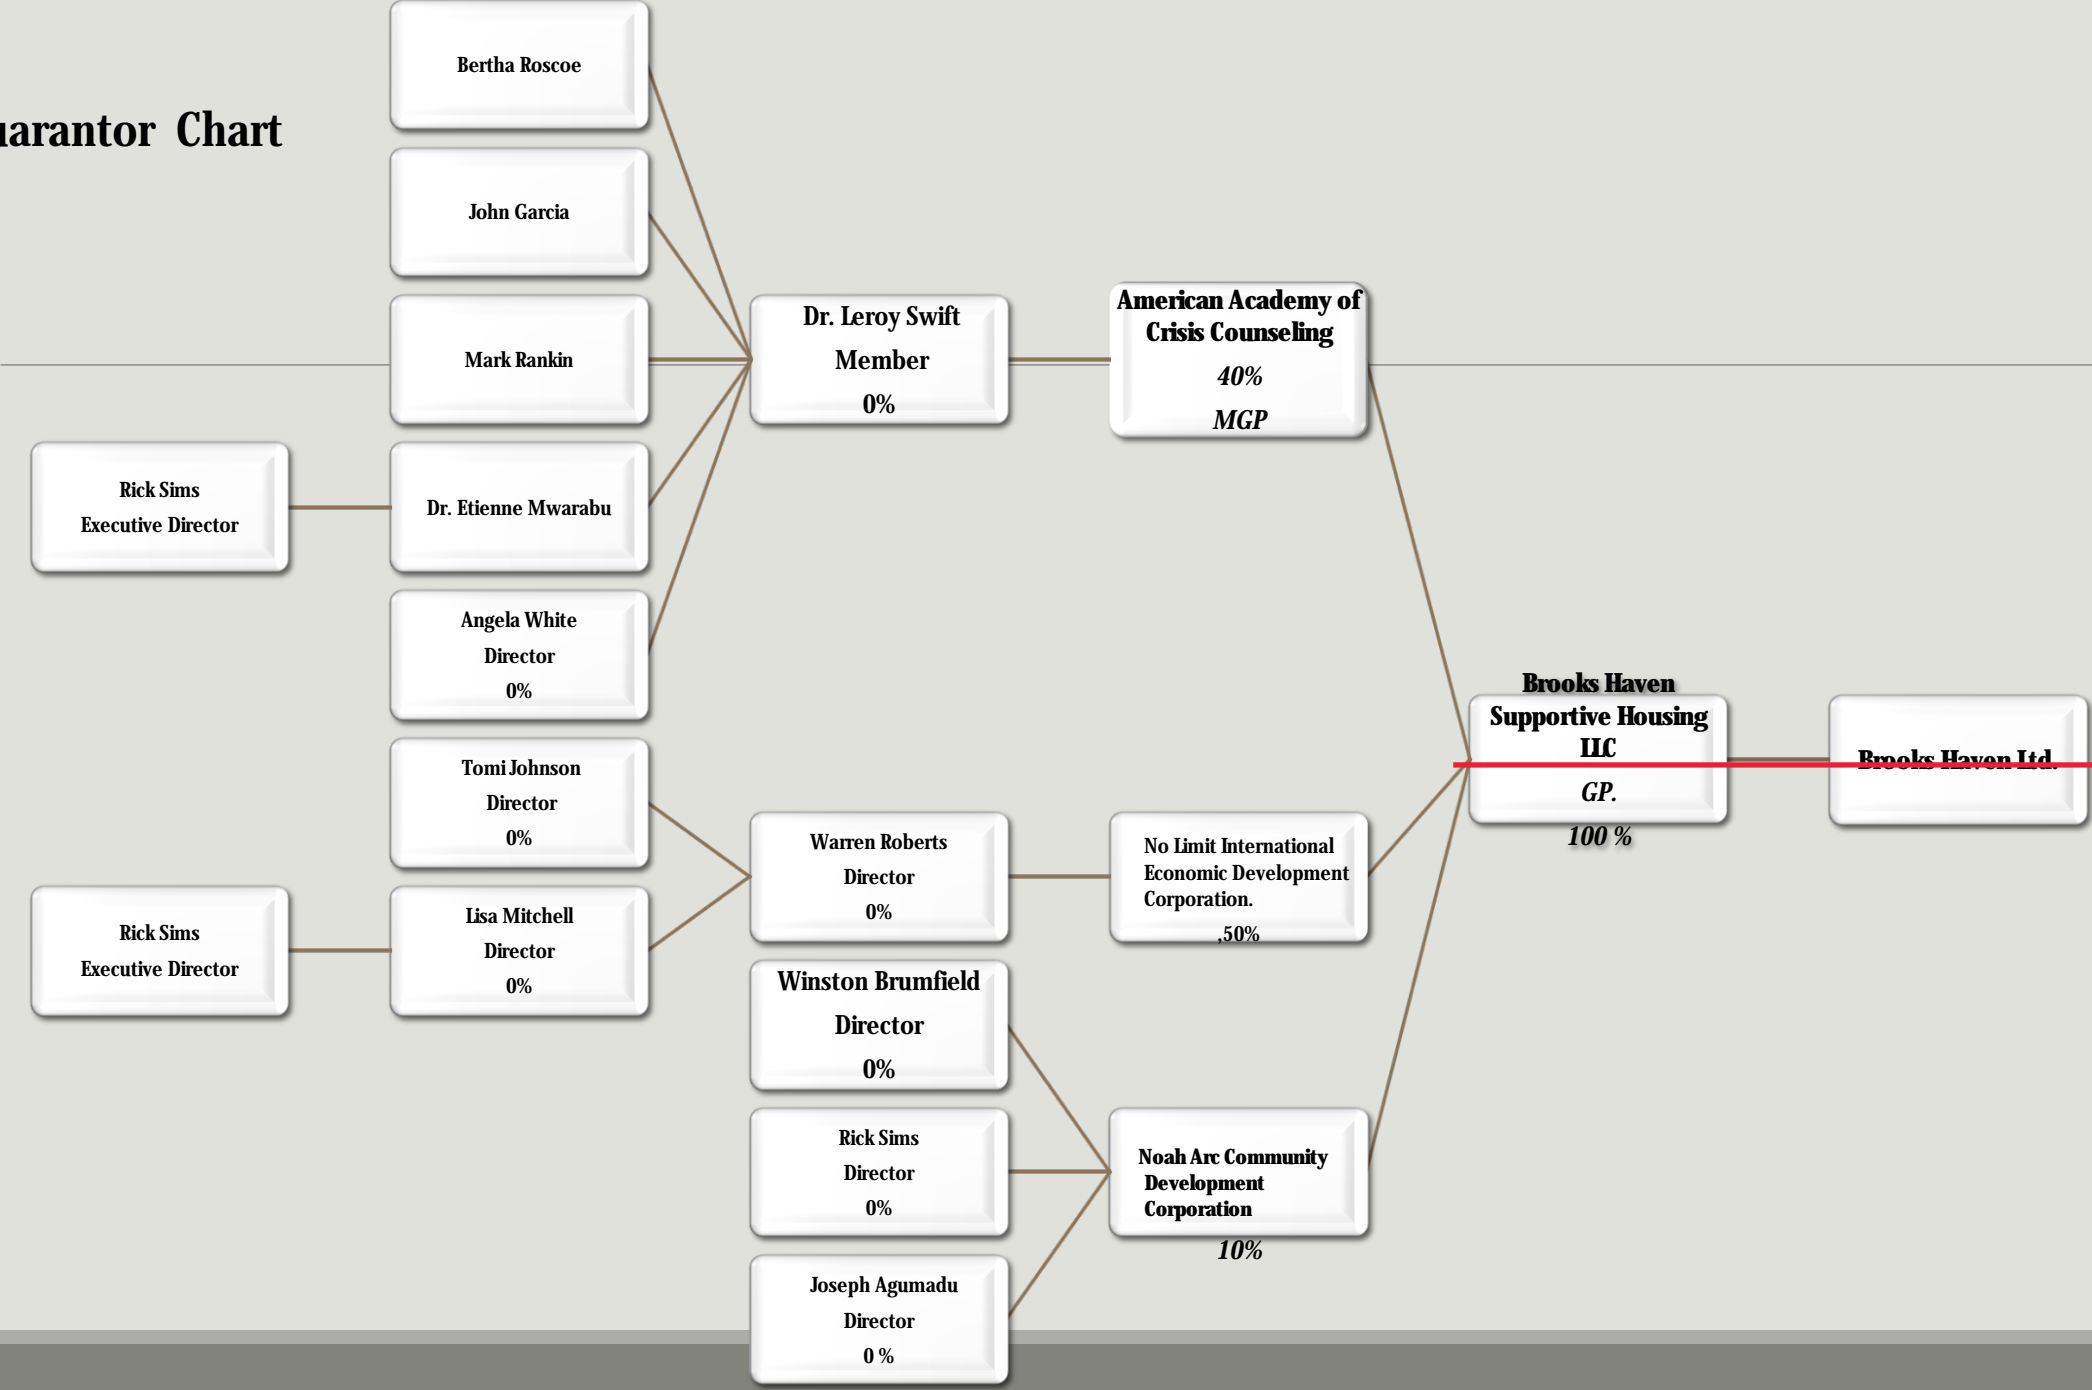 uarantor Chart
Bertha Roscoe
John Garcia
Mark Rankin
Rick Sims
Executive Director
Dr. Etienne Mwarabu
Angela White
Director
0%
Tomi Johnson
Director
0%
Rick Sims
Executive Director
Lisa Mitchell
Director
0%
Dr. Leroy Swift
Member
0%
Warren Roberts
Director
0%
Winston Brumfield
Director
0%
Rick Sims
Director
0%
Joseph Agumadu
Director
0 %
American Academy of
Crisis Counseling
40%
MGP
No Limit International
Economic Development
Corporation.
,50%
Noah Arc Community
Development
Corporation
10%
Brooks Haven
Supportive Housing
LLC
GP.
100 %
Brooks Haven Ltd.